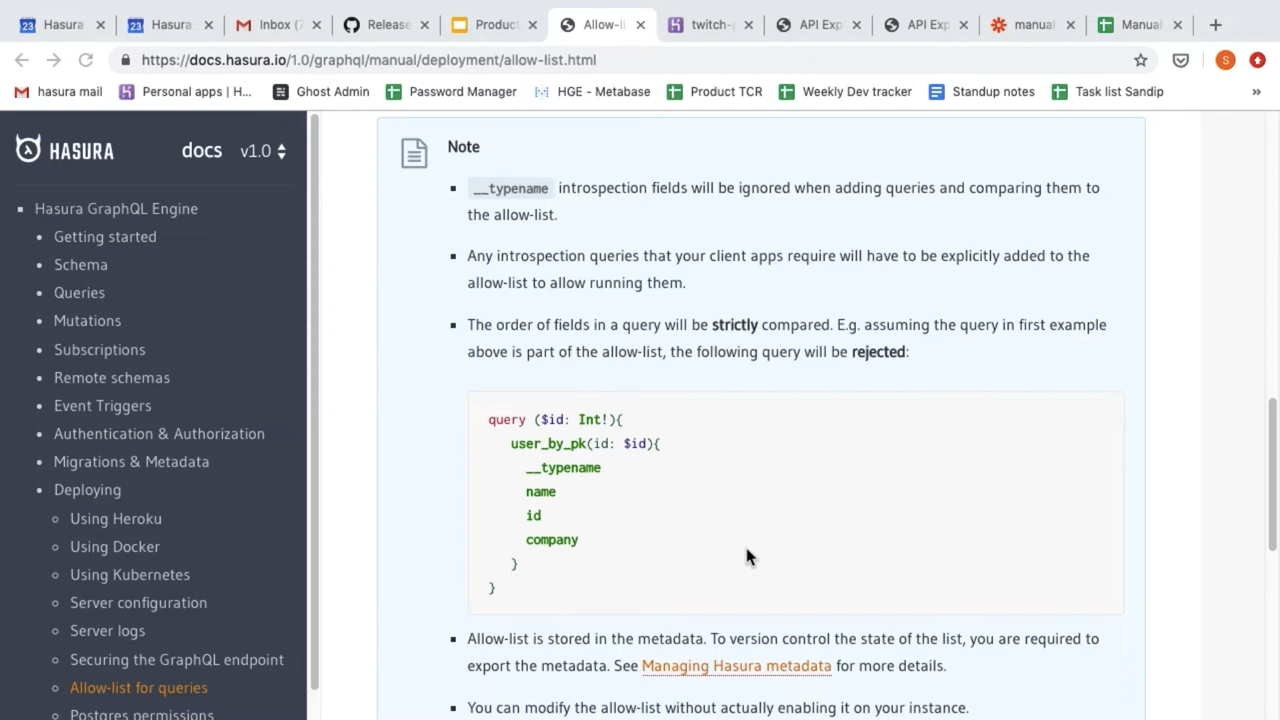 Hasura
Hasura
Inbox (
Release
Produc
Allow-li
twitch-
API Exp
API Exp
manual
Manual
https://docs.hasura.io/1.0/graphql/manual/deployment/allow-list.html
S
hasura mail
Personal apps | H...
Ghost Admin
Password Manager
HGE - Metabase
Product TCR
Weekly Dev tracker
Standup notes
Task list Sandip
»
HASURA
docs
v1.0
Hasura GraphQL Engine
Getting started
Schema
Queries
Mutations
Subscriptions
Remote schemas
Event Triggers
Authentication & Authorization
Migrations & Metadata
Deploying
Using Heroku
Using Docker
Using Kubernetes
Server configuration
Server logs
Securing the GraphQL endpoint
Allow-list for queries
Postgres permissions
Note
__typename introspection fields will be ignored when adding queries and comparing them to
the allow-list.
Any introspection queries that your client apps require will have to be explicitly added to the
allow-list to allow running them.
The order of fields in a query will be strictly compared. E.g. assuming the query in first example
above is part of the allow-list, the following query will be rejected:
query ($id: Int!){
user_by_pk(id: $id){
__typename
name
id
company
}
}
Allow-list is stored in the metadata. To version control the state of the list, you are required to
export the metadata. See Managing Hasura metadata for more details.
You can modify the allow-list without actually enabling it on your instance.